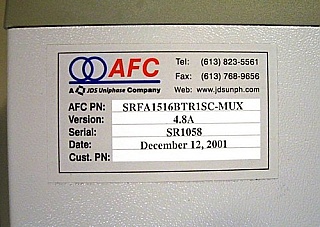 AFC
Tel: (613) 823-5561
Fax: (613) 768-9656
A JDS Uniphase Company Web: www.jdsunph.com
AFC PN: SRFA1516BTR1SC-MUX
Version: 4.8A
Serial: SR1058
Date: December 12, 2001
Cust. PN: